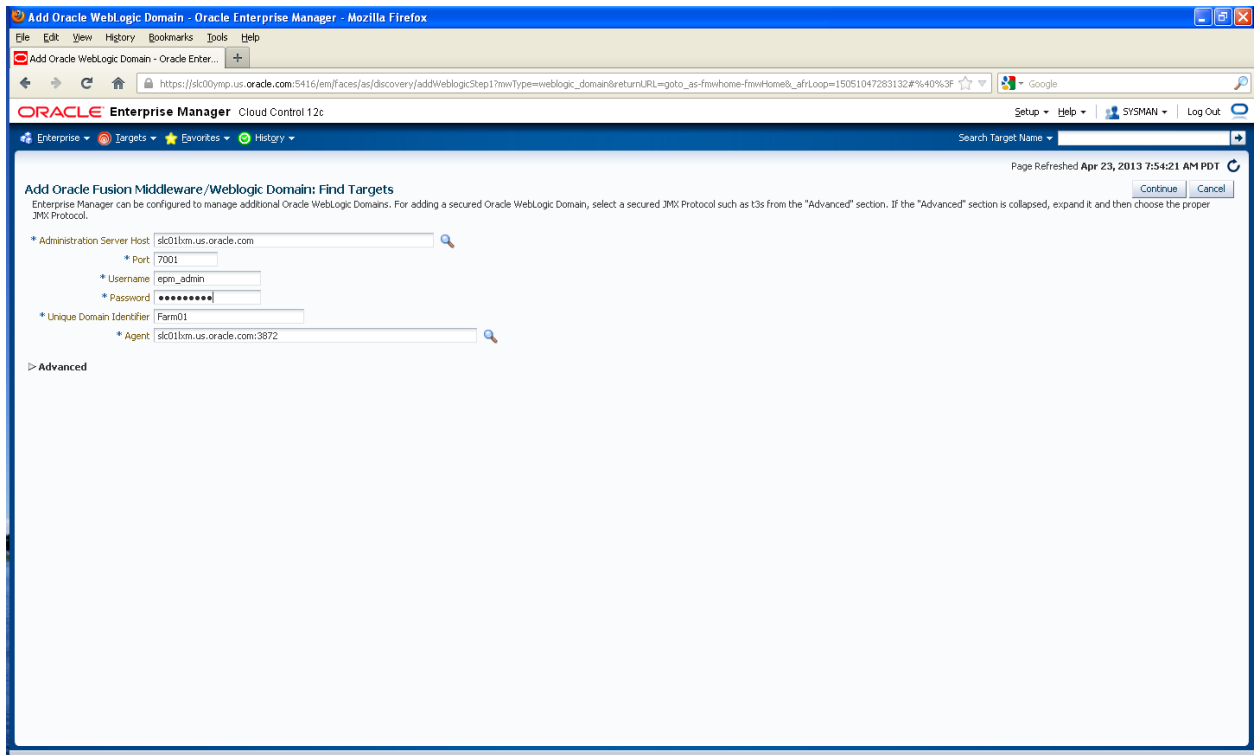 Add Oracle WebLogic Domain - Oracle Enterprise Manager - Mozilla Firefox
File Edit View History Bookmarks Tools Help
Add Oracle WebLogic Domain - Oracle Enter... +
https://slc00ymp.us.oracle.com:5416/em/faces/as/discovery/addWeblogicStep1?mwType=weblogic_domain&returnURL=goto_as-fmwhome-fmwHome&_afrLoop=15051047283132#%40%3F Google
ORACLE Enterprise Manager Cloud Control 12c Setup Help SYSMAN Log Out
Enterprise Targets Favorites History Search Target Name
Page Refreshed Apr 23, 2013 7:54:21 AM PDT
Add Oracle Fusion Middleware/Weblogic Domain: Find Targets Continue Cancel
Enterprise Manager can be configured to manage additional Oracle WebLogic Domains. For adding a secured Oracle WebLogic Domain, select a secured JMX Protocol such as t3s from the "Advanced" section. If the "Advanced" section is collapsed, expand it and then choose the proper
JMX Protocol.
* Administration Server Host slc01lxm.us.oracle.com
* Port 7001
* Username epm_admin
* Password ●●●●●●●●●
* Unique Domain Identifier Farm01
* Agent slc01lxm.us.oracle.com:3872
Advanced